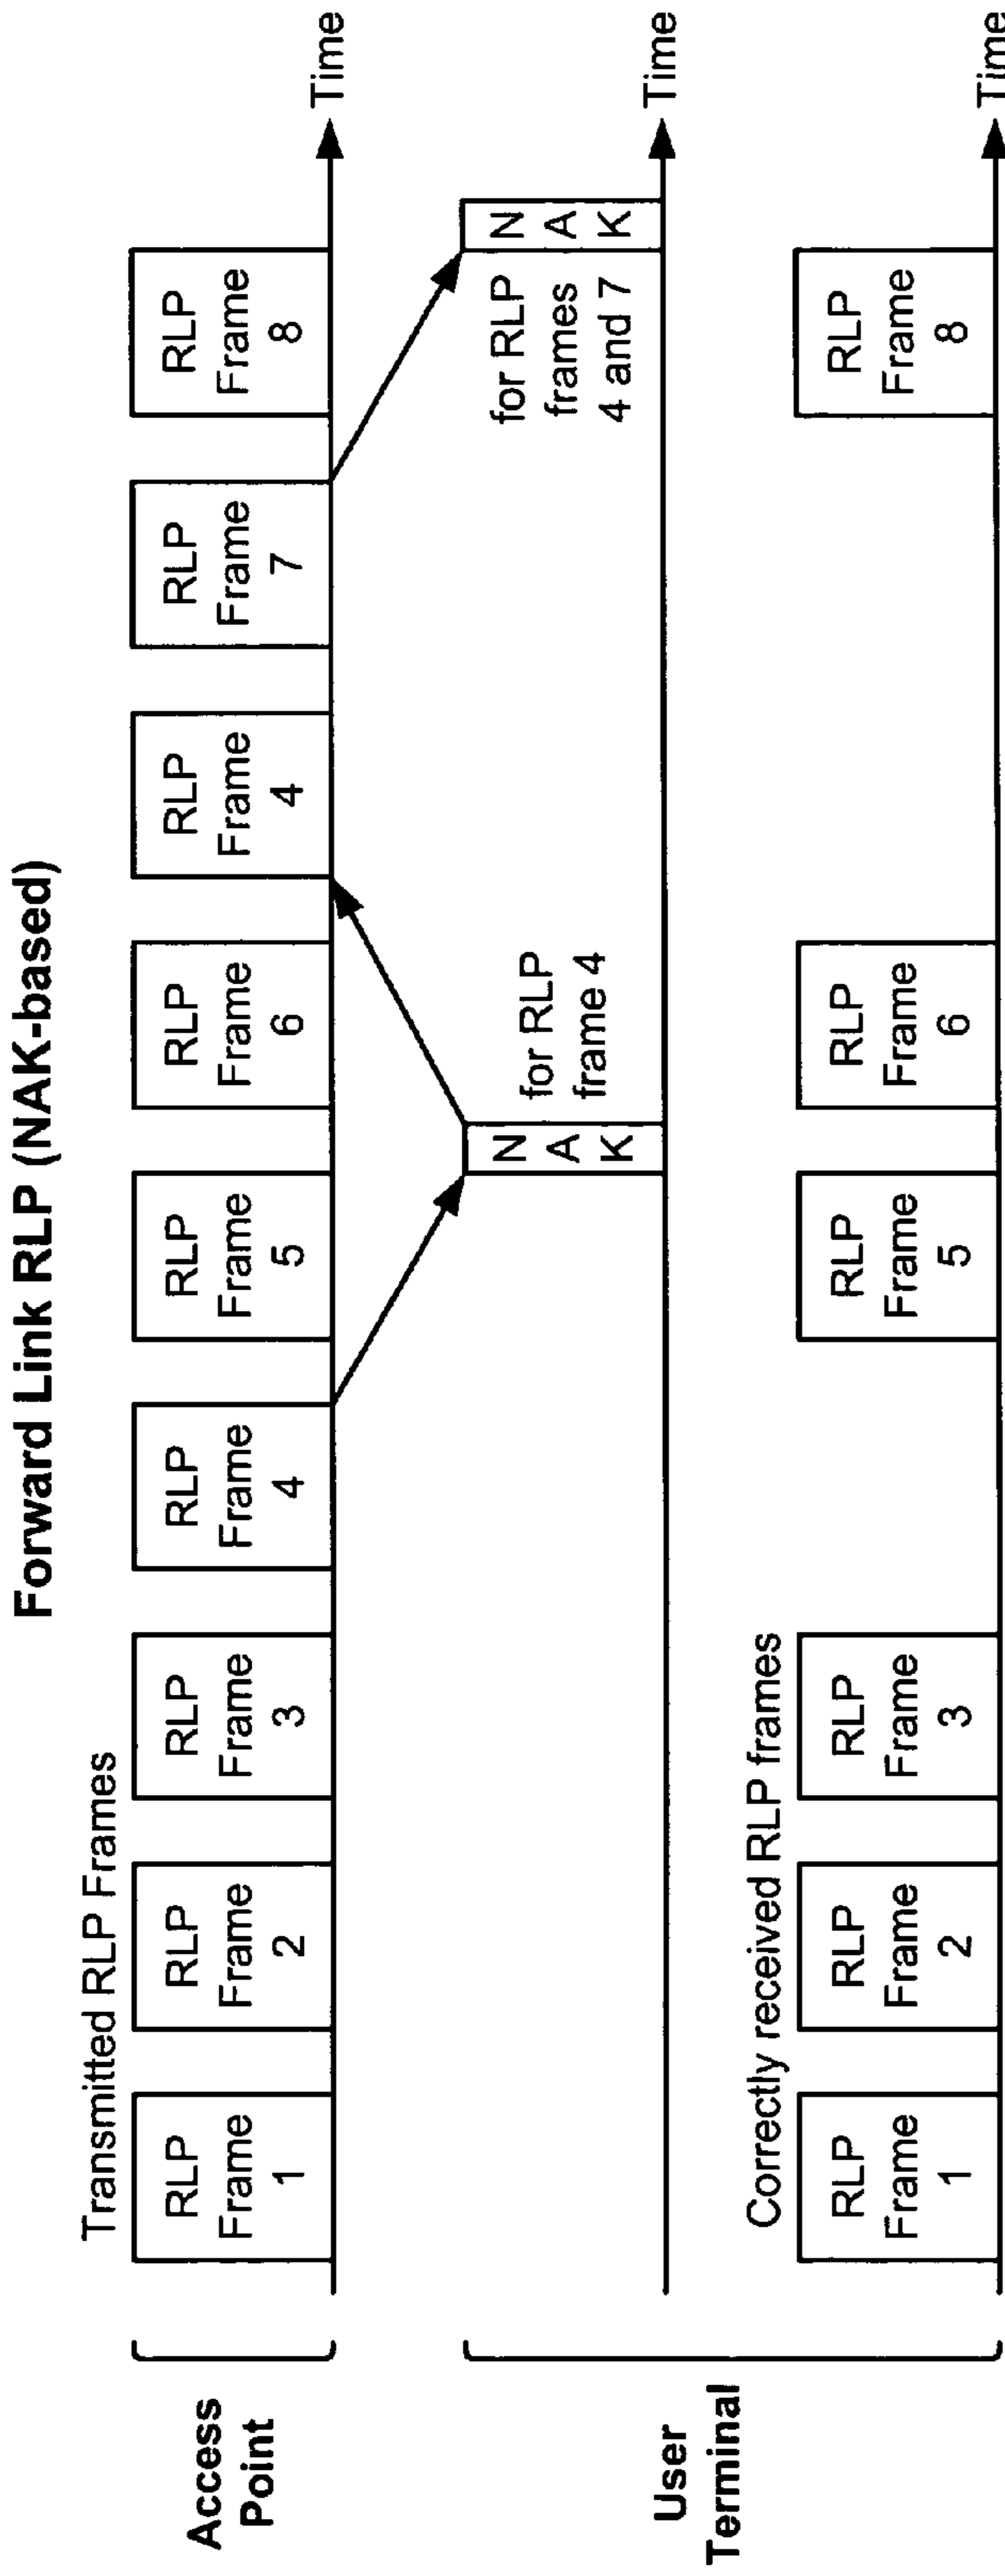 Forward Link RLP (NAK-based)
Transmitted RLP Frames
Access
Point
RLP
Frame
1
RLP
Frame
2
RLP
Frame
3
RLP
Frame
4
RLP
Frame
5
RLP
Frame
6
RLP
Frame
4
RLP
Frame
7
RLP
Frame
8
Time
User
Terminal
N
A
K
for RLP
frame 4
for RLP
frames
4 and 7
N
A
K
Time
Correctly received RLP frames
RLP
Frame
1
RLP
Frame
2
RLP
Frame
3
RLP
Frame
5
RLP
Frame
6
RLP
Frame
8
Time